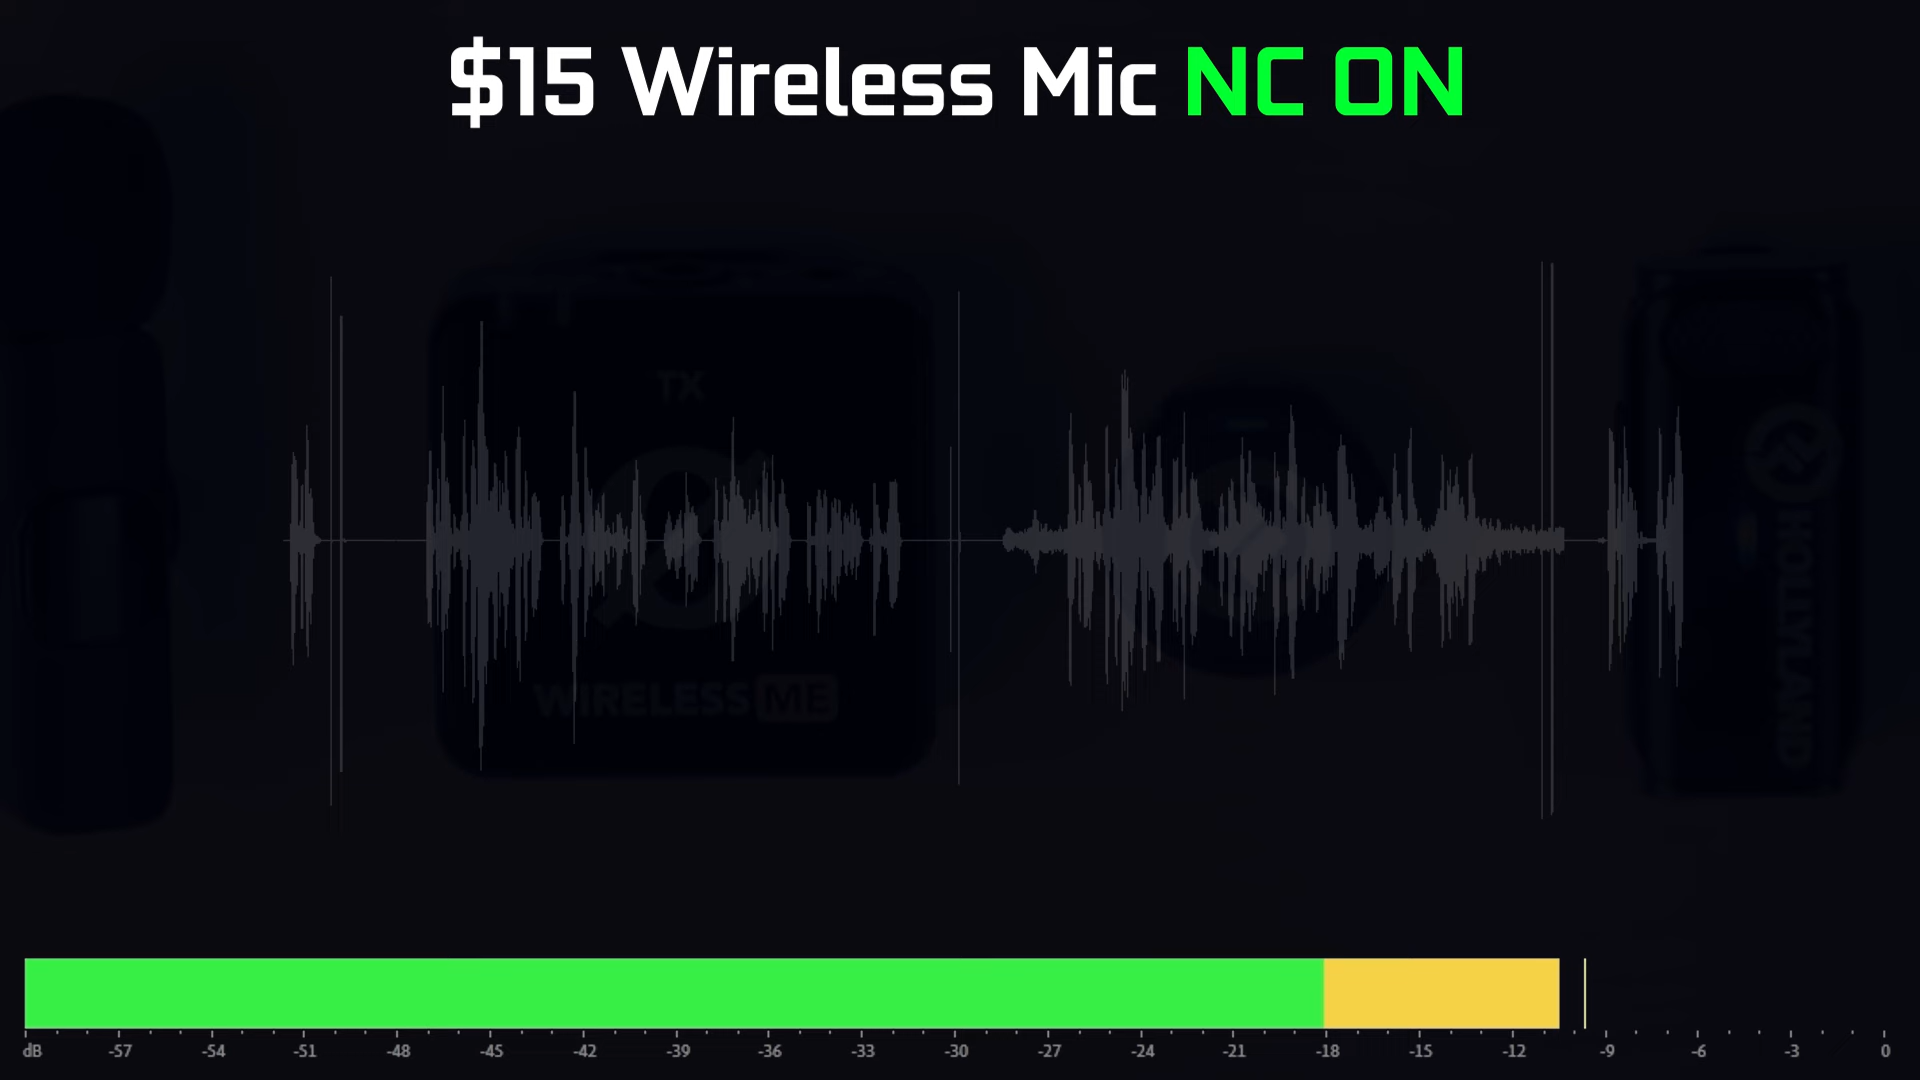 $15 Wireless Mic NC ON
TX
WIRELESS ME
HOLLYLAND
dB -57 -54 -51 -48 -45 -42 -39 -36 -33 -30 -27 -24 -21 -18 -15 -12 -9 -6 -3 0